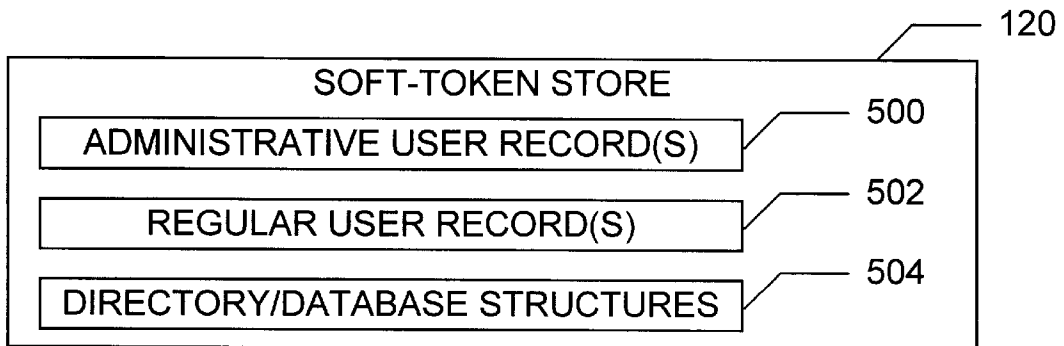 120
SOFT-TOKEN STORE
500
ADMINISTRATIVE USER RECORD(S)
502
REGULAR USER RECORD(S)
504
DIRECTORY/DATABASE STRUCTURES